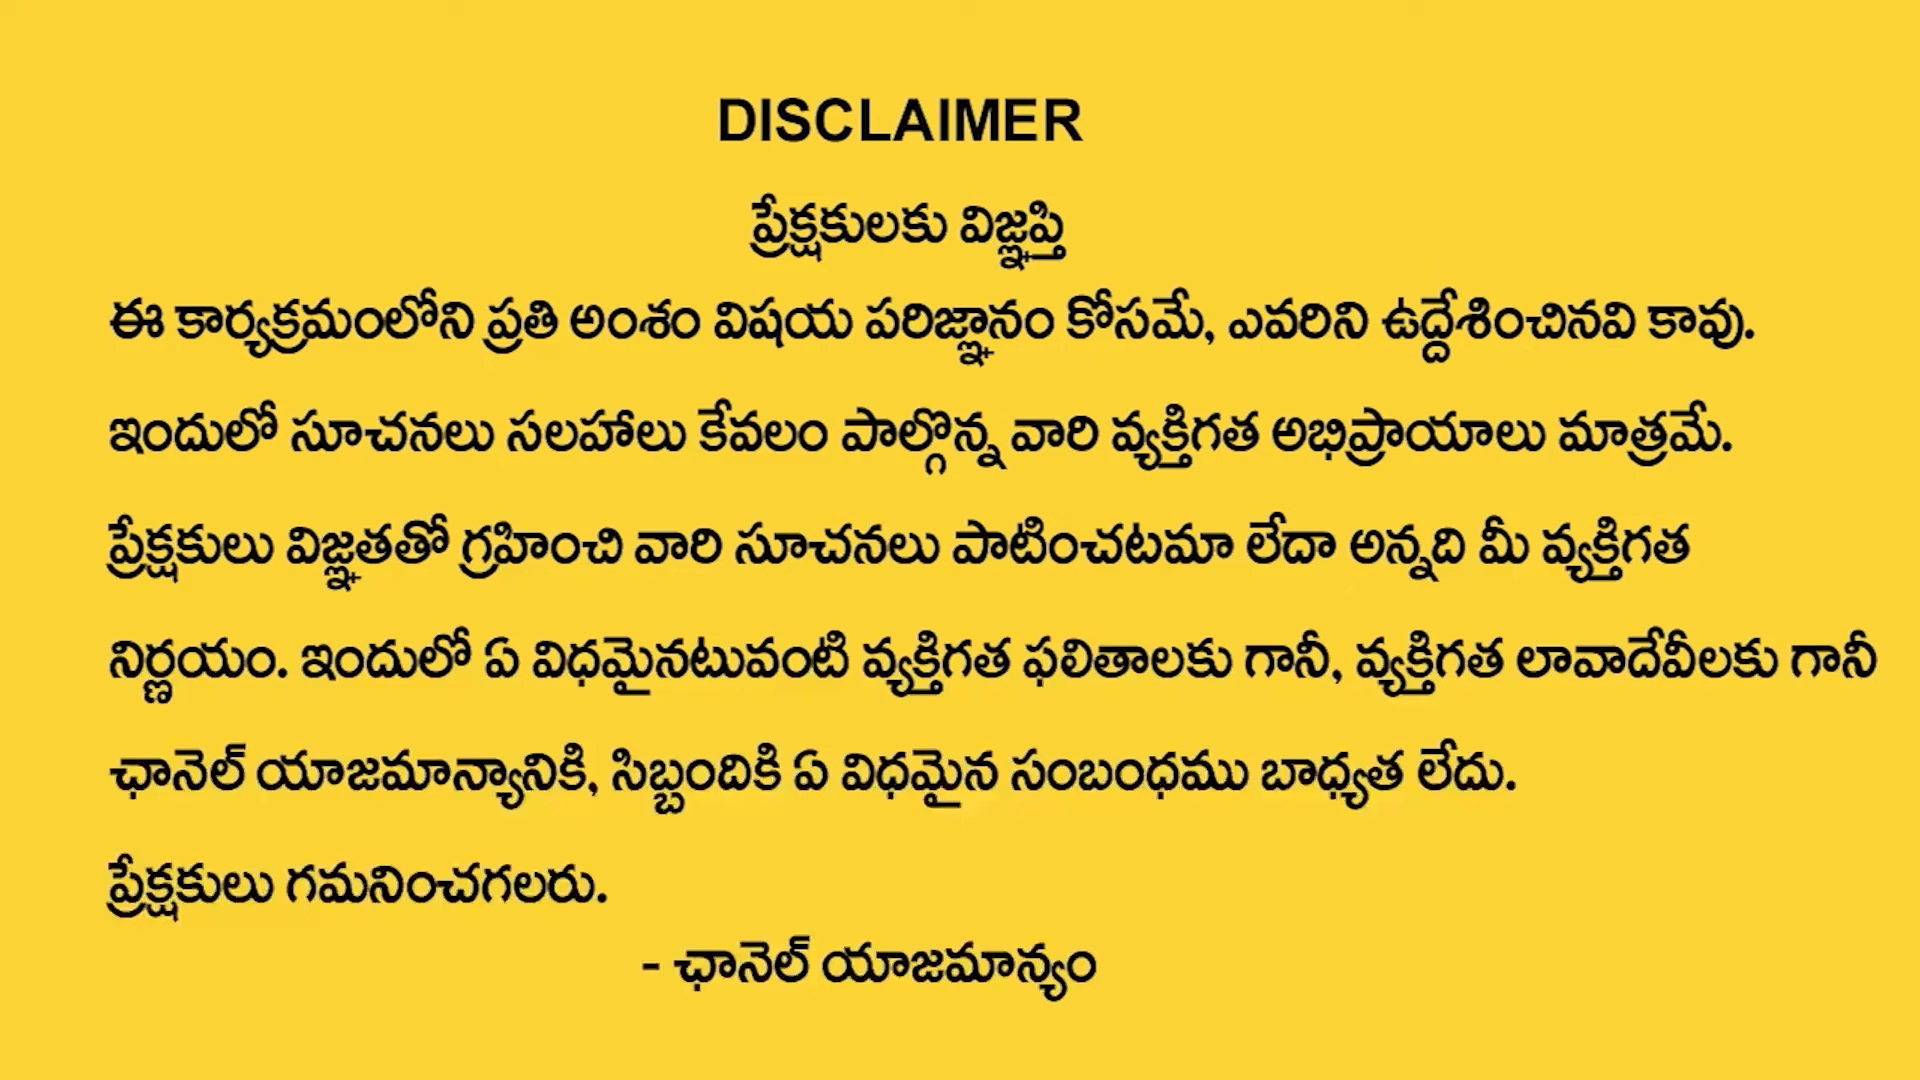 DISCLAIMER
ప్రేక్షకులకు విజ్ఞప్తి
ఈ కార్యక్రమంలోని ప్రతి అంశం విషయ పరిజ్ఞానం కోసమే, ఎవరిని ఉద్దేశించినవి కావు.
ఇందులో సూచనలు సలహాలు కేవలం పాల్గొన్న వారి వ్యక్తిగత అభిప్రాయాలు మాత్రమే.
ప్రేక్షకులు విజ్ఞతతో గ్రహించి వారి సూచనలు పాటించటమా లేదా అన్నది మీ వ్యక్తిగత
నిర్ణయం. ఇందులో ఏ విధమైనటువంటి వ్యక్తిగత ఫలితాలకు గానీ, వ్యక్తిగత లావాదేవీలకు గానీ
ఛానెల్ యాజమాన్యానికి, సిబ్బందికి ఏ విధమైన సంబంధము బాధ్యత లేదు.
ప్రేక్షకులు గమనించగలరు.
- ఛానెల్ యాజమాన్యం